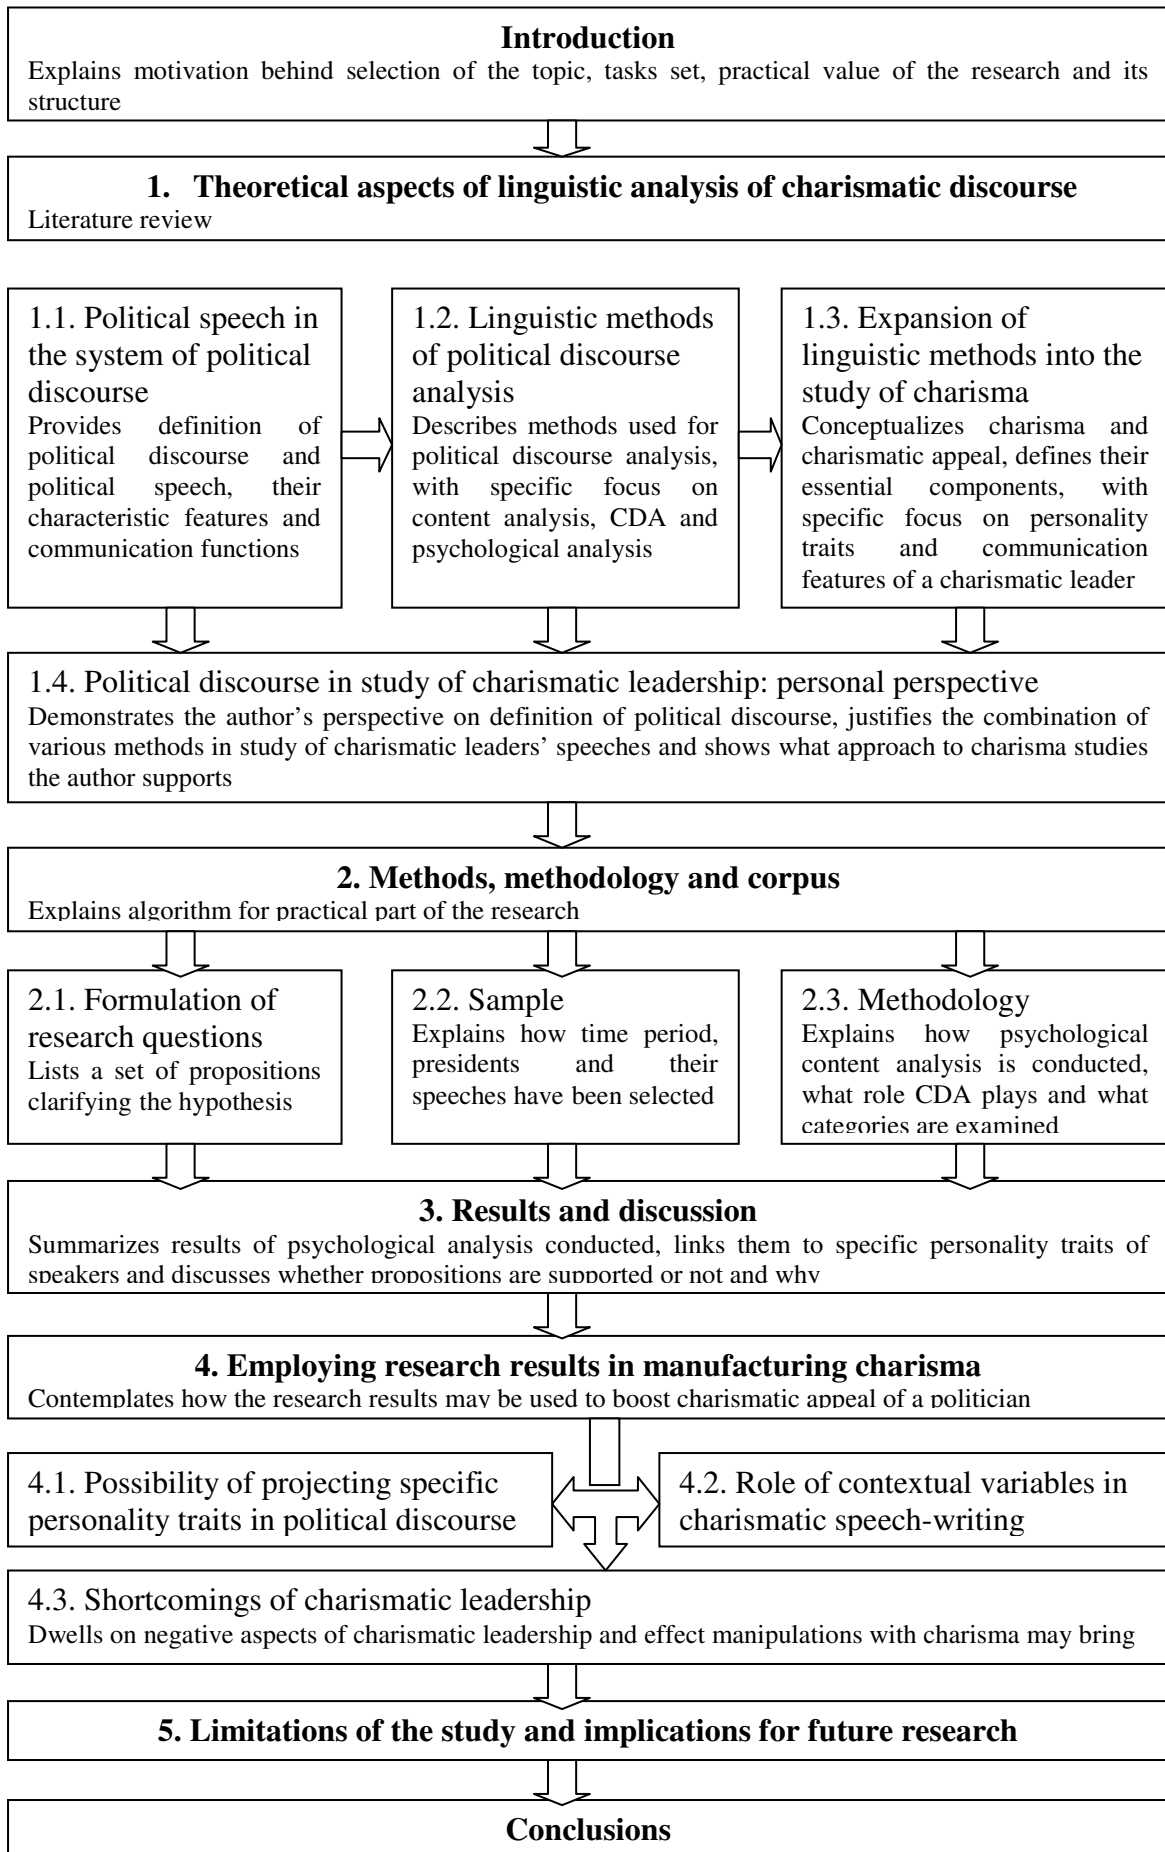 Introduction
Explains motivation behind selection of the topic, tasks set, practical value of the research and its
structure
1. Theoretical aspects of linguistic analysis of charismatic discourse
Literature review
1.1. Political speech in
the system of political
discourse
Provides definition of
political discourse and
political speech, their
characteristic features and
communication functions
1.2. Linguistic methods
of political discourse
analysis
Describes methods used for
political discourse analysis,
with specific focus on
content analysis, CDA and
psychological analysis
1.3. Expansion of
linguistic methods into the
study of charisma
Conceptualizes charisma and
charismatic appeal, defines their
essential components, with
specific focus on personality
traits and communication
features of a charismatic leader
1.4. Political discourse in study of charismatic leadership: personal perspective
Demonstrates the author's perspective on definition of political discourse, justifies the combination of
various methods in study of charismatic leaders' speeches and shows what approach to charisma studies
the author supports
2. Methods, methodology and corpus
Explains algorithm for practical part of the research
2.1. Formulation of
research questions
Lists a set of propositions
clarifying the hypothesis
2.2. Sample
Explains how time period,
presidents and their
speeches have been selected
2.3. Methodology
Explains how psychological
content analysis is conducted,
what role CDA plays and what
categories are examined
3. Results and discussion
Summarizes results of psychological analysis conducted, links them to specific personality traits of
speakers and discusses whether propositions are supported or not and why
4. Employing research results in manufacturing charisma
Contemplates how the research results may be used to boost charismatic appeal of a politician
4.1. Possibility of projecting specific
personality traits in political discourse
4.2. Role of contextual variables in
charismatic speech-writing
4.3. Shortcomings of charismatic leadership
Dwells on negative aspects of charismatic leadership and effect manipulations with charisma may bring
5. Limitations of the study and implications for future research
Conclusions